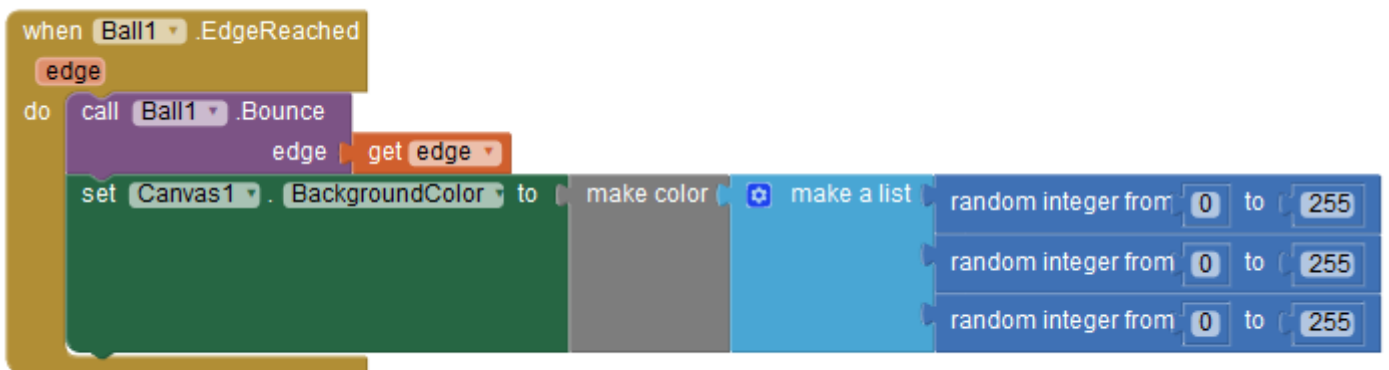 when Ball1 .EdgeReached
edge
do call Ball1 .Bounce
edge get edge
set Canvas1 . BackgroundColor to make color make a list random integer from 0 to 255
random integer from 0 to 255
random integer from 0 to 255